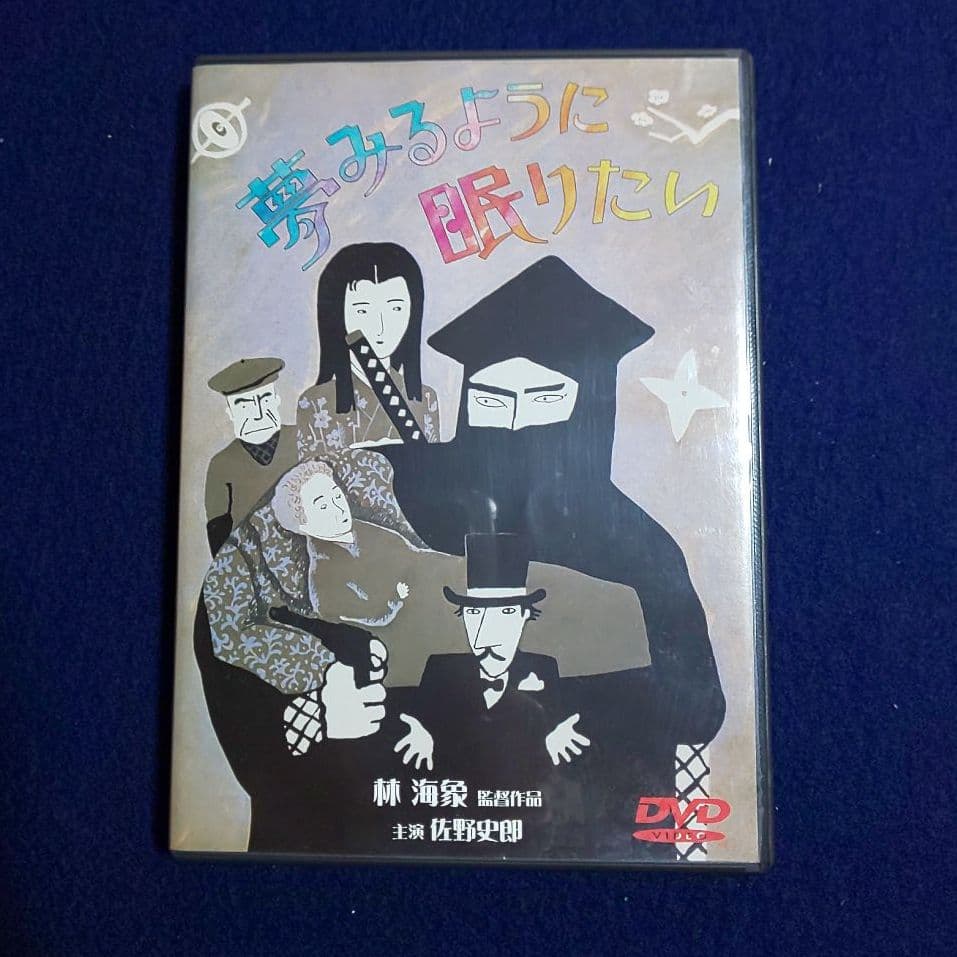 夢みるように
眠りたい
林 海象 監督作品
主演 佐野史郎
DVD
VIDEO